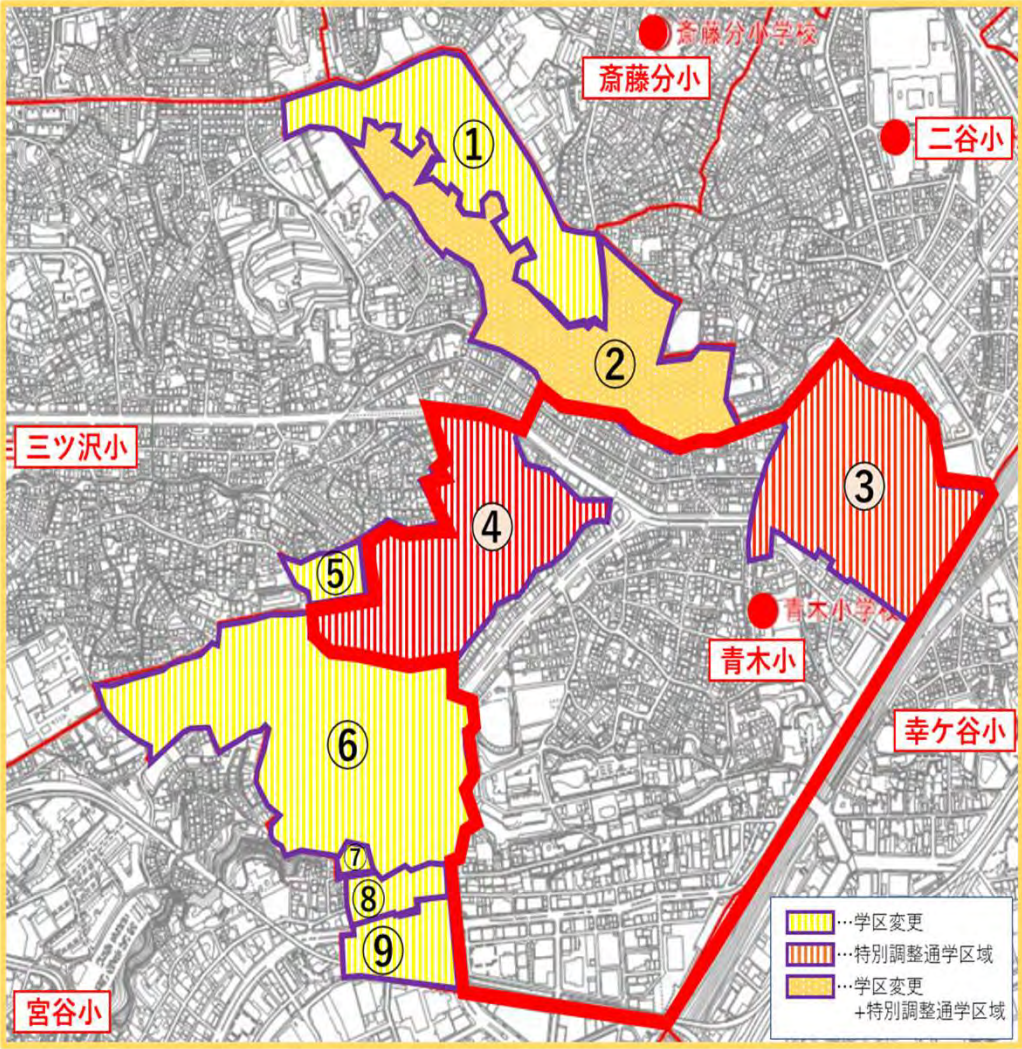 斎藤分小学校
斎藤分小
二谷小
①
②
三ツ沢小
③
④
⑤
青木小学校
青木小
幸ケ谷小
⑥
⑦
⑧
⑨
宮谷小
…学区変更
…特別調整通学区域
…学区変更
+特別調整通学区域